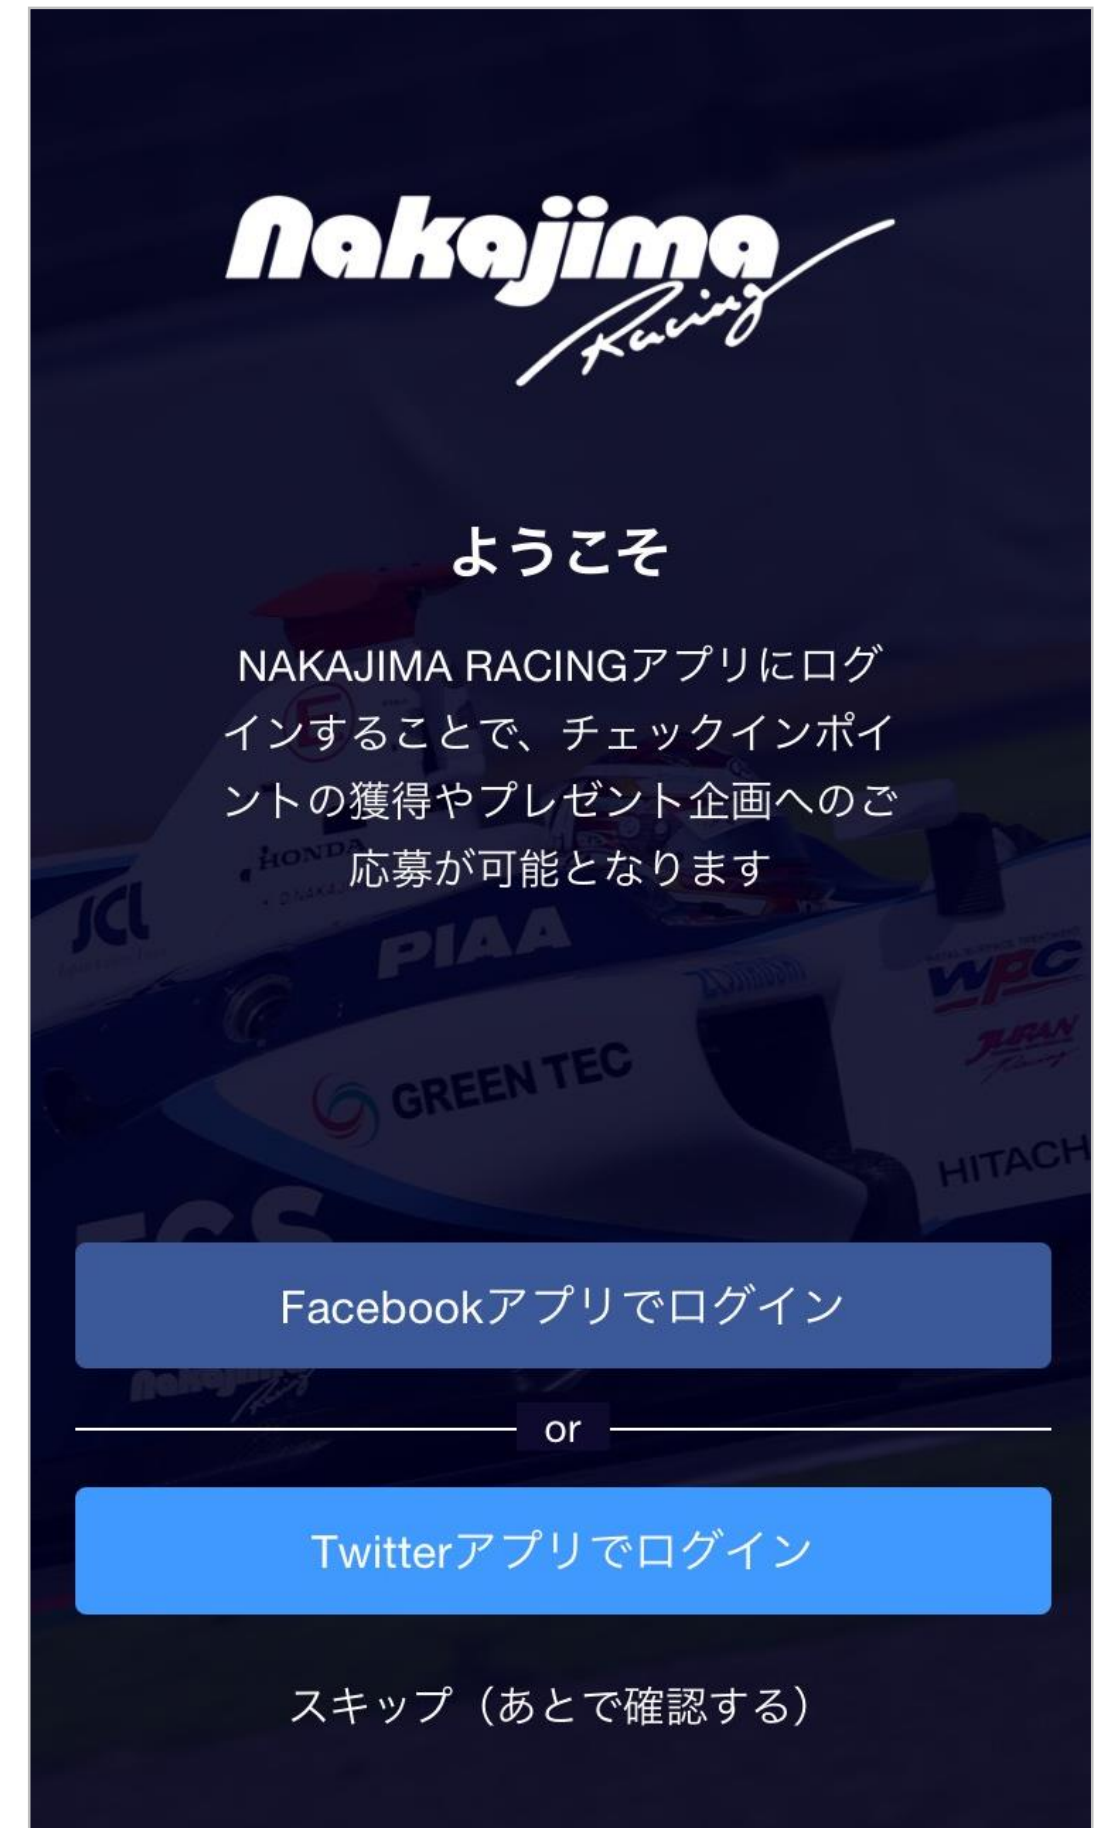 Nakajima
Racing
ようこそ
NAKAJIMA RACINGアプリにログ
インすることで、チェックインポイ
ントの獲得やプレゼント企画へのご
応募が可能となります
E
HONDA
JCL
PIAA
WPC
JURAN
Racing
GREEN TEC
HITACH
Facebookアプリでログイン
Nakajima
Racing
or
Twitterアプリでログイン
スキップ（あとで確認する）